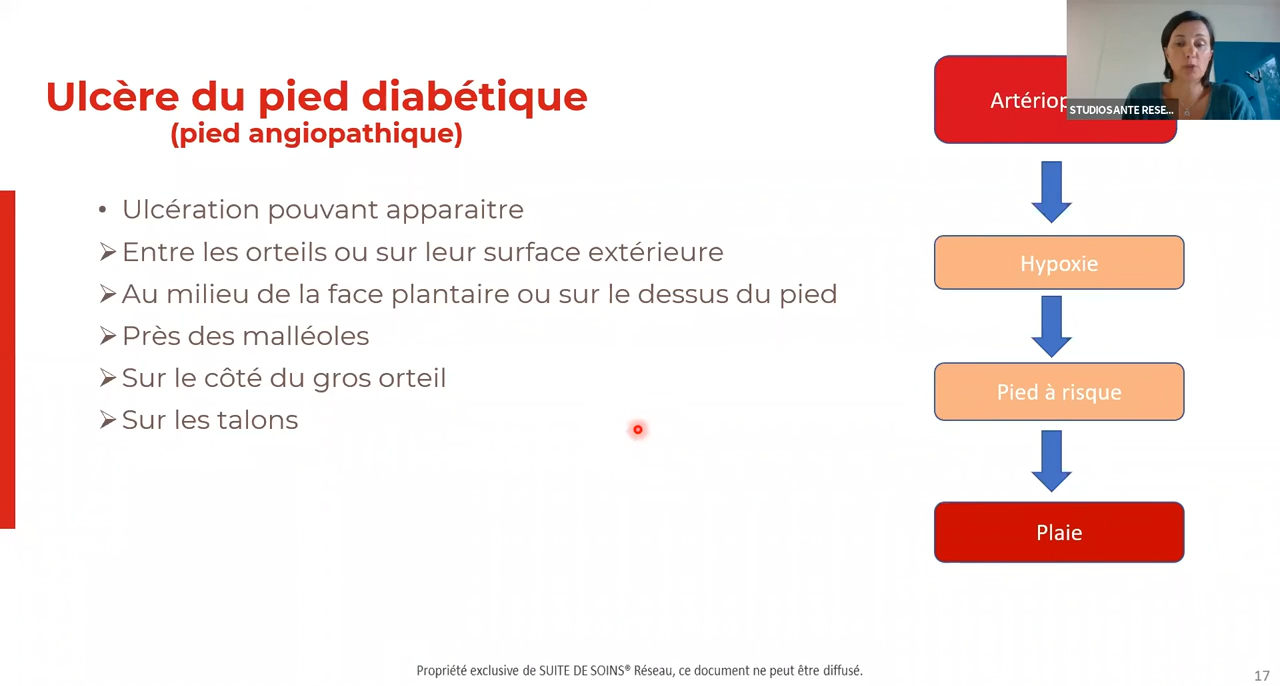 Ulcère du pied diabétique
(pied angiopathique)
• Ulcération pouvant apparaitre
➢ Entre les orteils ou sur leur surface extérieure
➢ Au milieu de la face plantaire ou sur le dessus du pied
➢ Près des malléoles
➢ Sur le côté du gros orteil
➢ Sur les talons
STUDIOSANTE RESE...
Hypoxie
Pied à risque
Plaie
Propriété exclusive de SUITE DE SOINS® Réseau, ce document ne peut être diffusé.
17